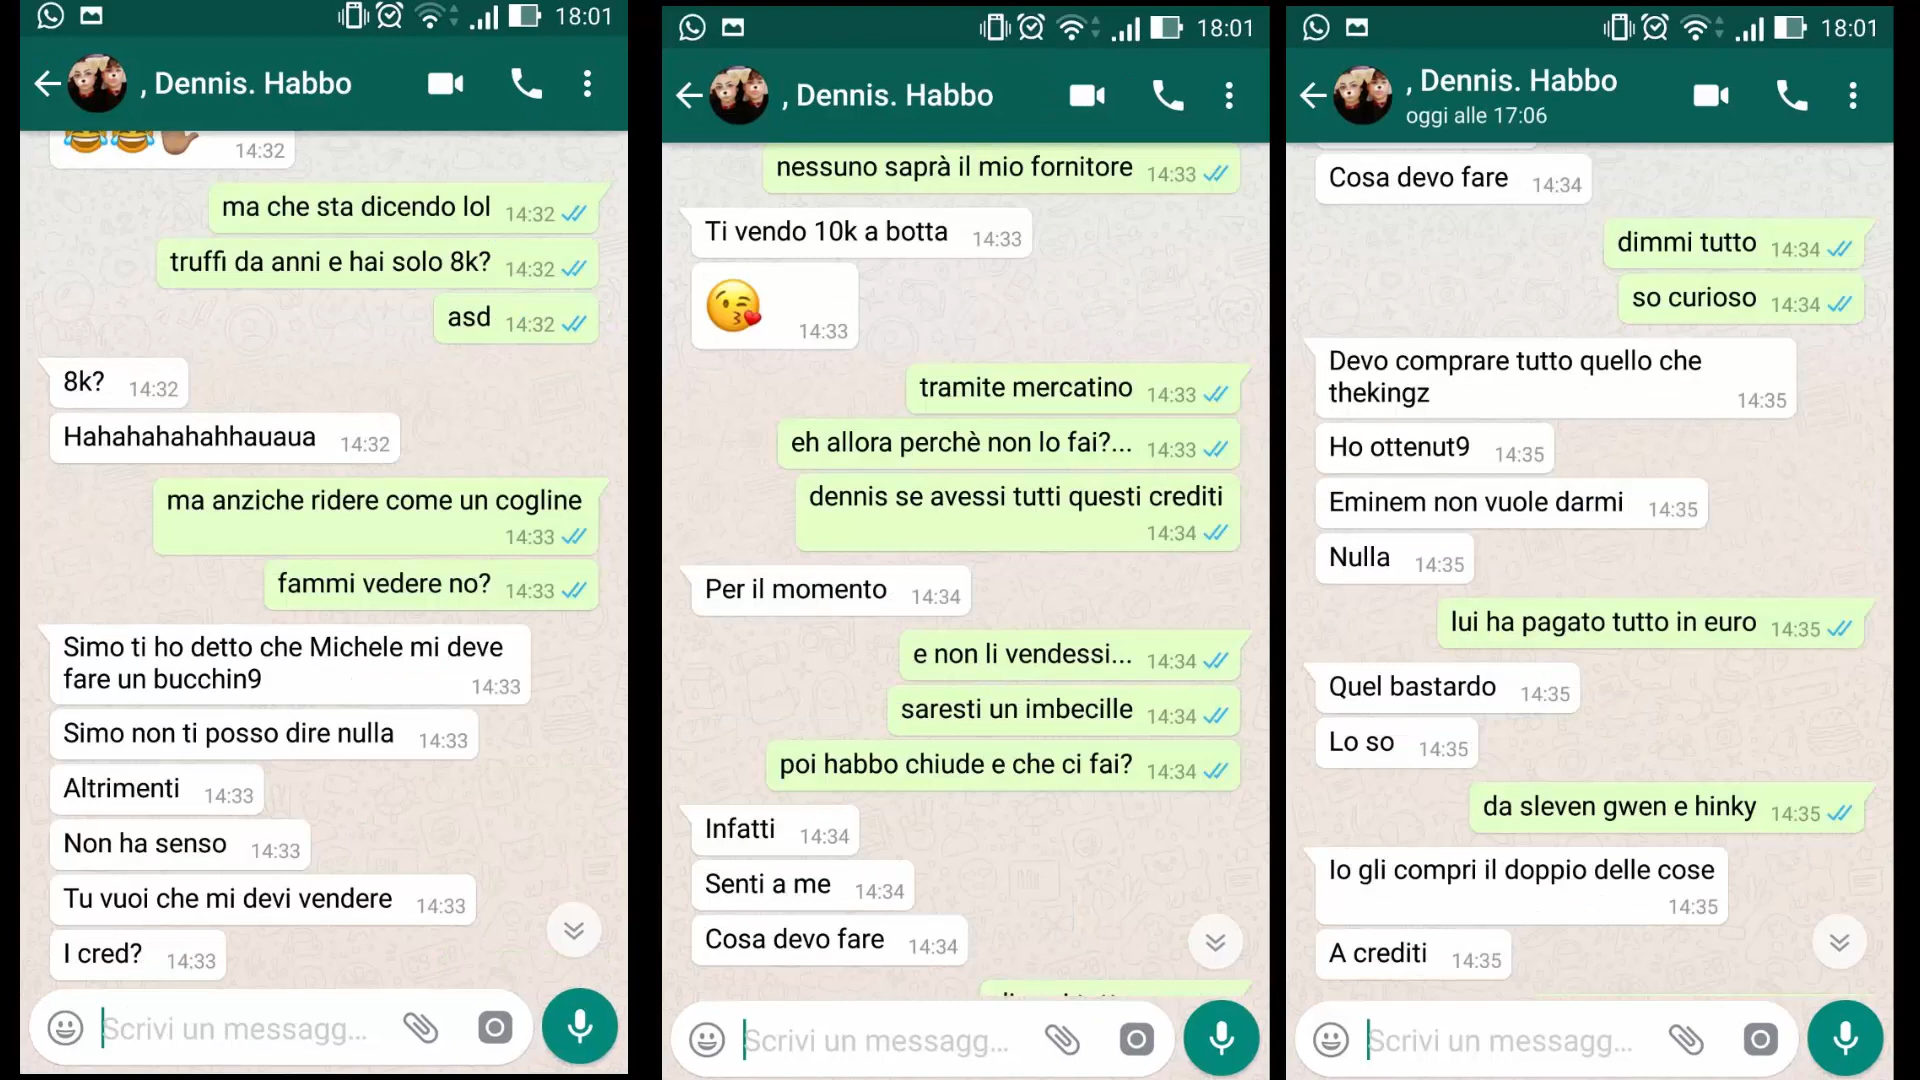 18:01
, Dennis. Habbo
14:32
ma che sta dicendo lol 14:32
truffi da anni e hai solo 8k? 14:32
asd 14:32
8k? 14:32
Hahahahahahhauaua 14:32
ma anziche ridere come un cogline
14:33
fammi vedere no? 14:33
Simo ti ho detto che Michele mi deve
fare un bucchin9 14:33
Simo non ti posso dire nulla 14:33
Altrimenti 14:33
Non ha senso 14:33
Tu vuoi che mi devi vendere 14:33
I cred? 14:33
Scrivi un messagg...
18:01
, Dennis. Habbo
nessuno saprà il mio fornitore 14:33
Ti vendo 10k a botta 14:33
14:33
tramite mercatino 14:33
eh allora perchè non lo fai?... 14:33
dennis se avessi tutti questi crediti
14:34
Per il momento 14:34
e non li vendessi... 14:34
saresti un imbecille 14:34
poi habbo chiude e che ci fai? 14:34
Infatti 14:34
Senti a me 14:34
Cosa devo fare 14:34
Scrivi un messagg...
18:01
, Dennis. Habbo
oggi alle 17:06
Cosa devo fare 14:34
dimmi tutto 14:34
so curioso 14:34
Devo comprare tutto quello che
thekingz 14:35
Ho ottenut9 14:35
Eminem non vuole darmi 14:35
Nulla 14:35
lui ha pagato tutto in euro 14:35
Quel bastardo 14:35
Lo so 14:35
da sleven gwen e hinky 14:35
Io gli compri il doppio delle cose
14:35
A crediti 14:35
Scrivi un messagg...